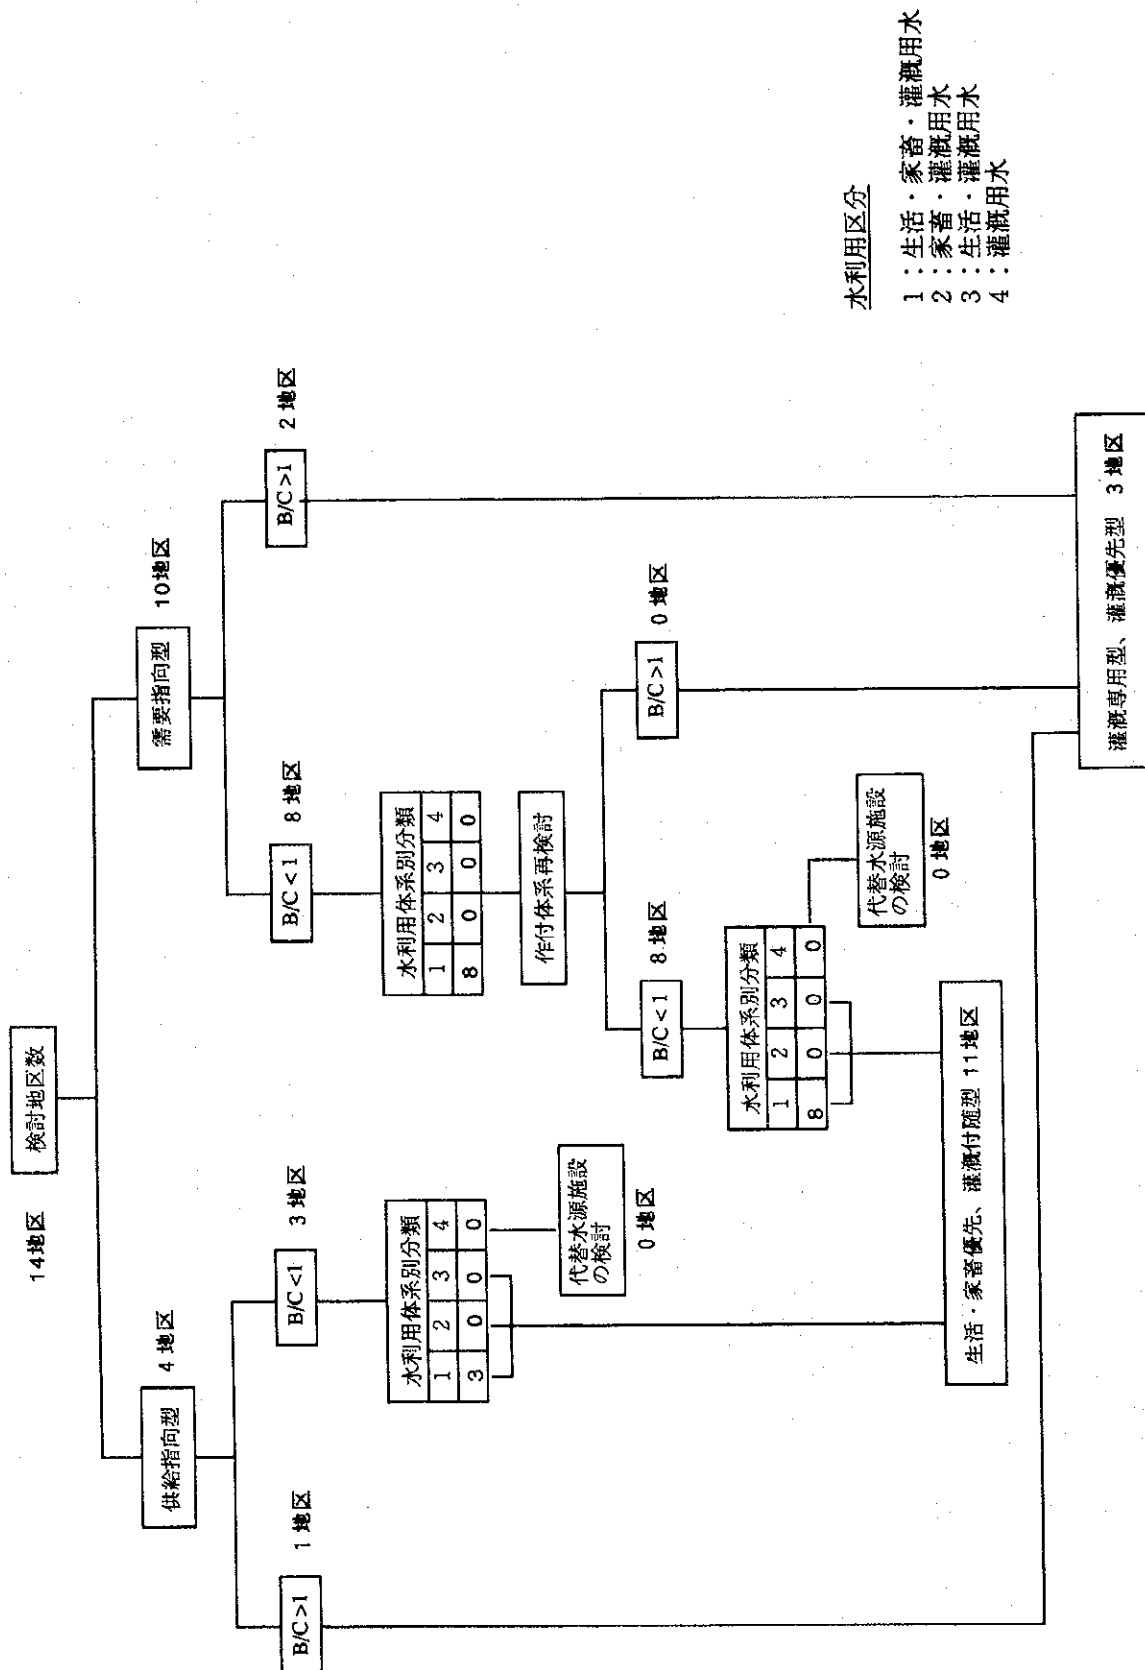 14地区
検討地区数
4 地区
供給指向型
10地区
需要指向型
1 地区
B/C>1
3 地区
B/C<1
8 地区
B/C<1
2 地区
B/C>1
水利用体系別分類
1 2 3 4
3 0 0 0
水利用体系別分類
1 2 3 4
8 0 0 0
作付体系再検討
代替水源施設
の検討
0 地区
8 地区
B/C<1
0 地区
B/C>1
水利用体系別分類
1 2 3 4
8 0 0 0
代替水源施設
の検討
0 地区
生活・家畜優先、灌漑付随型 11地区
灌漑専用型、灌漑優先型 3 地区
水利用区分
1：生活・家畜・灌漑用水
2：家畜・灌漑用水
3：生活・灌漑用水
4：灌漑用水